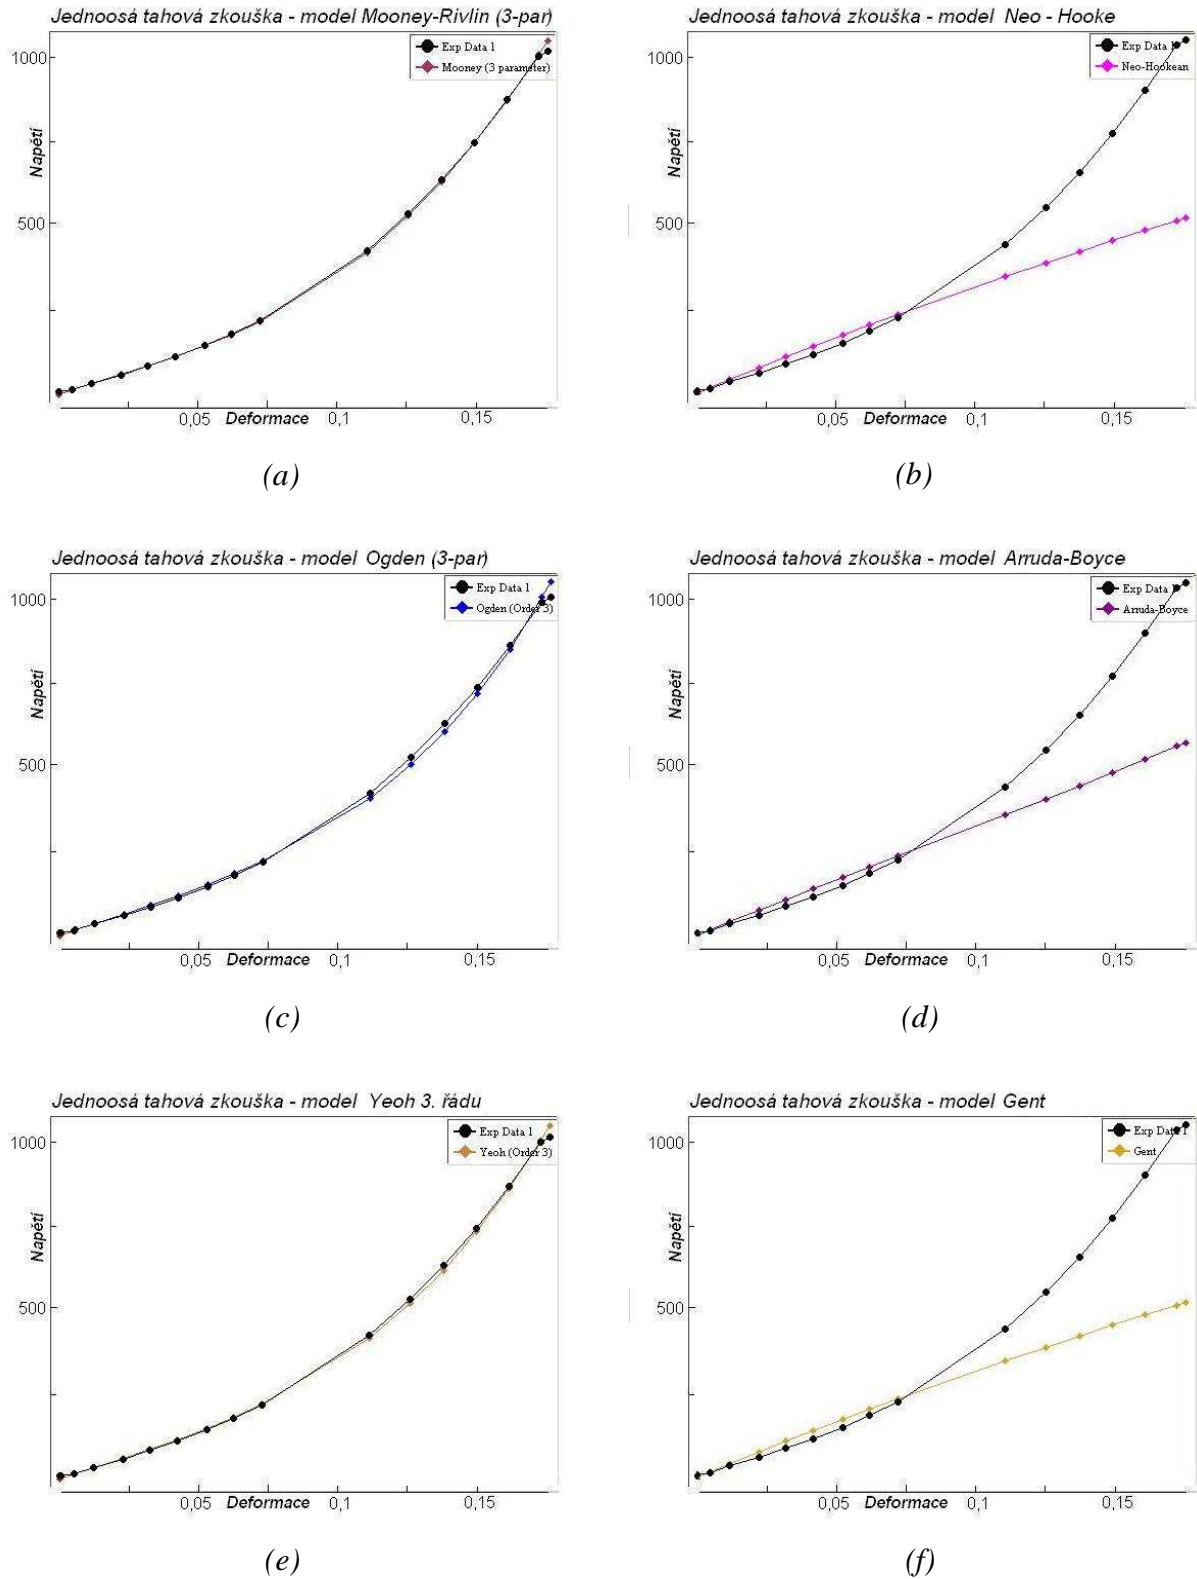 Jednoosá tahová zkouška - model Mooney-Rivlin (3-par)
Exp Data 1
Mooney (3 parameter)
1000
Napětí
500
0,05
Deformace
0,1
0,15
(a)
Jednoosá tahová zkouška - model Neo - Hooke
Exp Data 1
Neo-Hookean
1000
Napětí
500
0,05
Deformace
0,1
0,15
(b)
Jednoosá tahová zkouška - model Ogden (3-par)
Exp Data 1
Ogden (Order 3)
1000
Napětí
500
0,05
Deformace
0,1
0,15
(c)
Jednoosá tahová zkouška - model Arruda-Boyce
Exp Data 1
Arruda-Boyce
1000
Napětí
500
0,05
Deformace
0,1
0,15
(d)
Jednoosá tahová zkouška - model Yeoh 3. řádu
Exp Data 1
Yeoh (Order 3)
1000
Napětí
500
0,05
Deformace
0,1
0,15
(e)
Jednoosá tahová zkouška - model Gent
Exp Data 1
Gent
1000
Napětí
500
0,05
Deformace
0,1
0,15
(f)